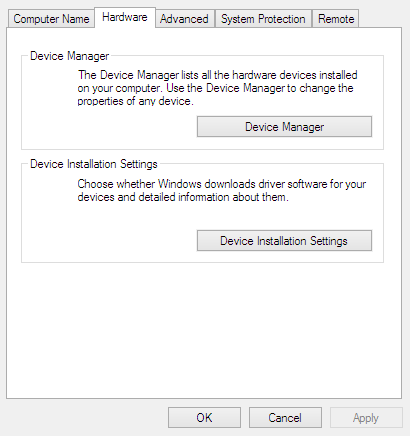 Computer Name Hardware Advanced System Protection Remote
Device Manager
The Device Manager lists all the hardware devices installed
on your computer. Use the Device Manager to change the
properties of any device.
Device Manager
Device Installation Settings
Choose whether Windows downloads driver software for your
devices and detailed information about them.
Device Installation Settings
OK Cancel Apply